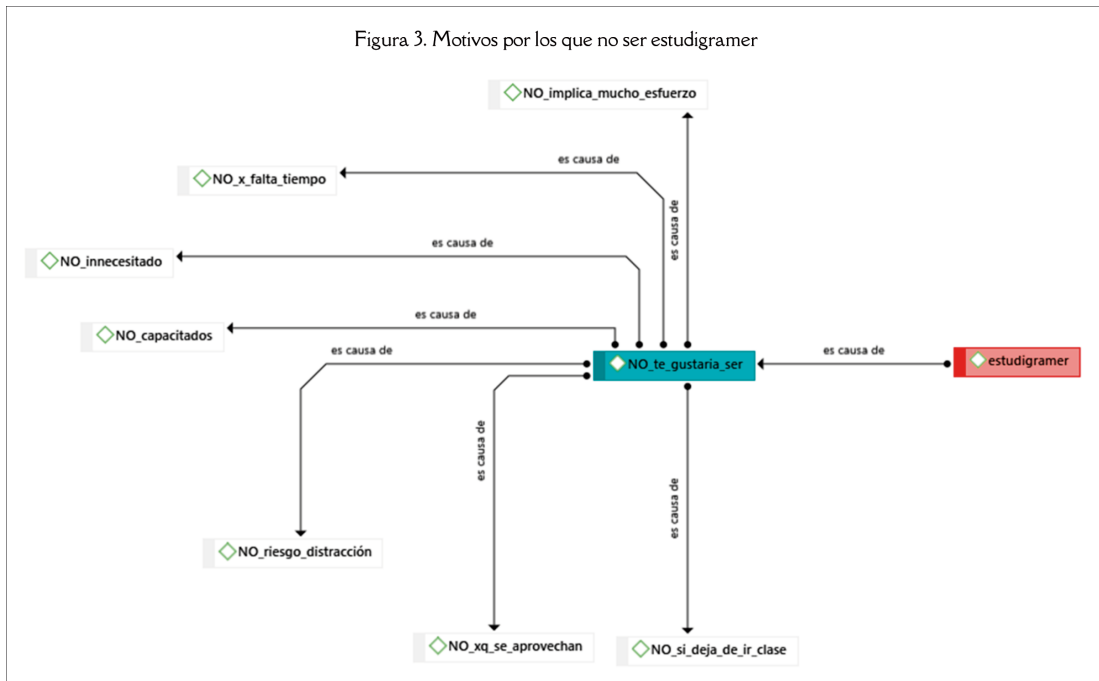 Figura 3. Motivos por los que no ser estudigramer
NO_implica_mucho_esfuerzo
es causa de
NO_x_falta_tiempo
es causa de
es causa de
NO_innecesitado
es causa de
NO_capacitados
es causa de
es causa de
NO_te_gustaria_ser
estudigramer
es causa de
es causa de
NO_riesgo_distracción
NO_xq_se_aprovechan
NO_si_deja_de_ir_clase